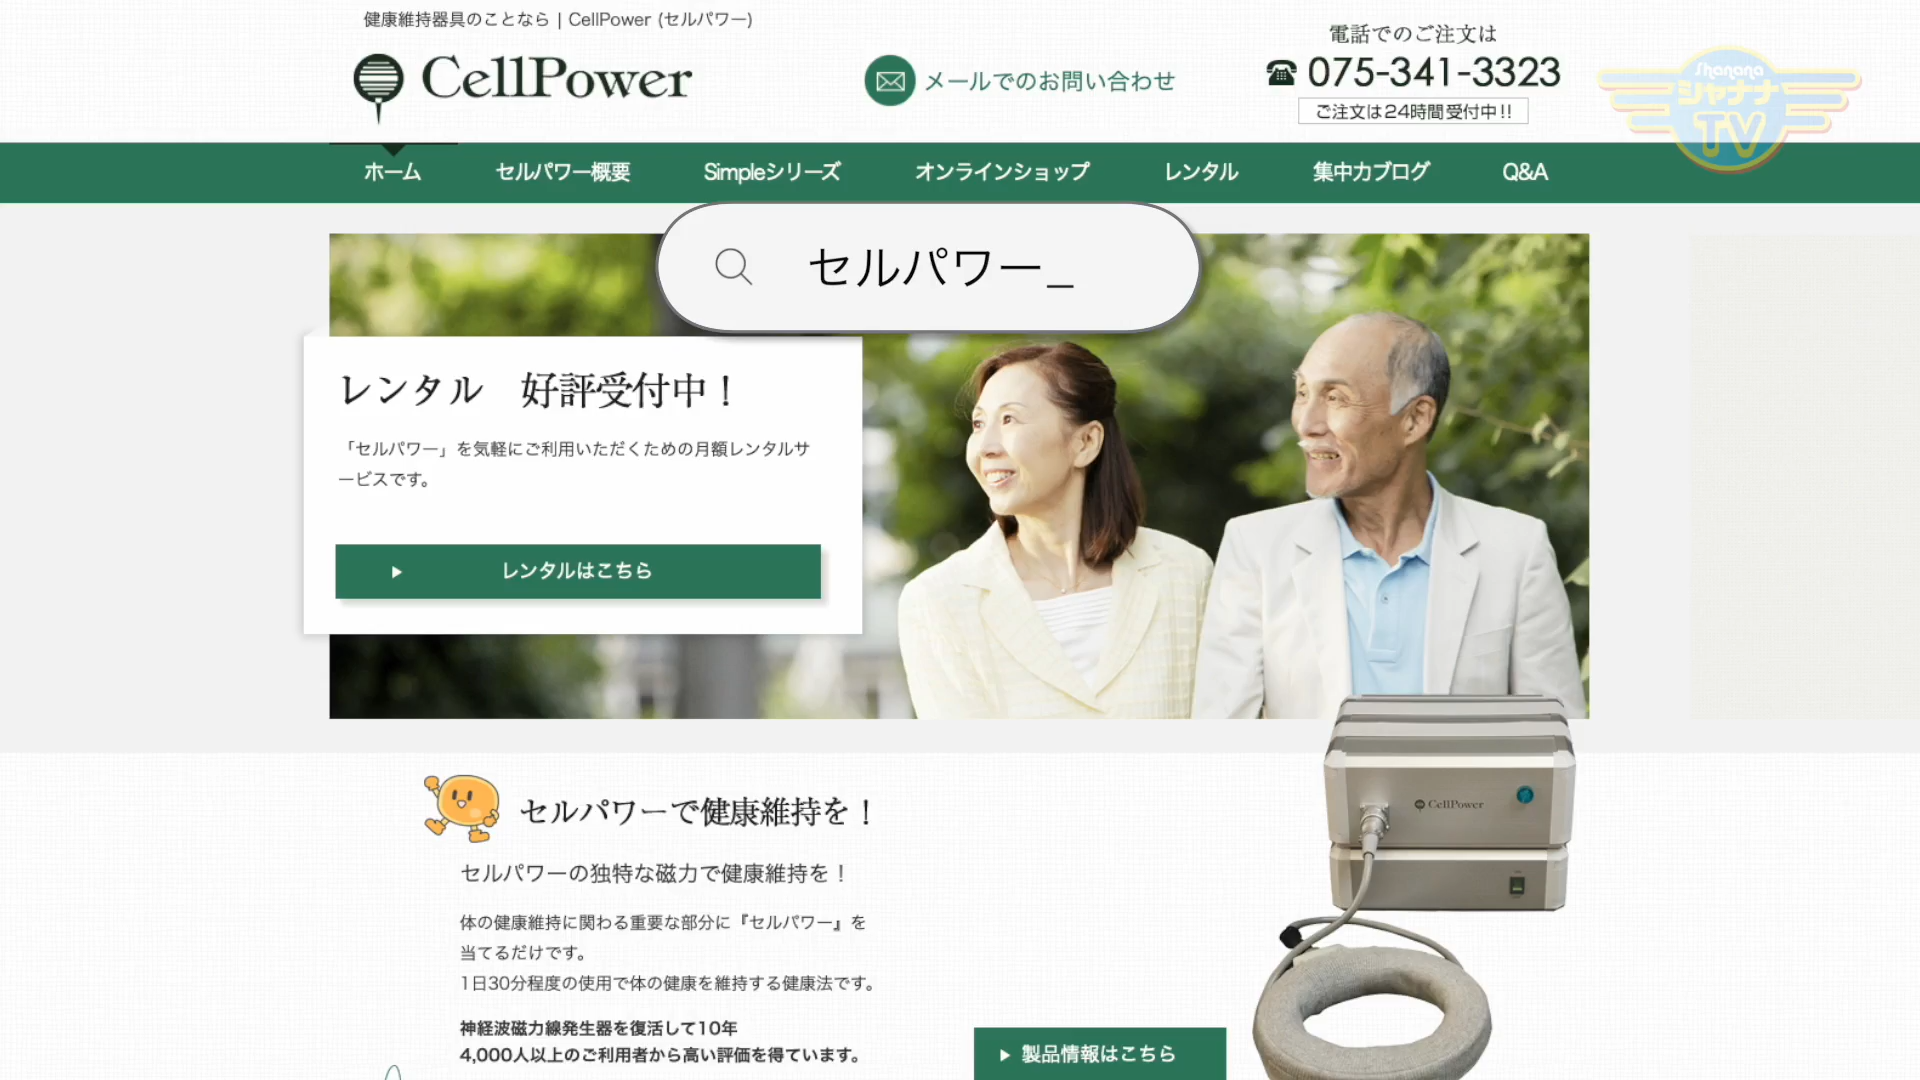 健康維持器具のことなら | CellPower (セルパワー)
CellPower
メールでのお問い合わせ
電話でのご注文は
075-341-3323
ご注文は24時間受付中!!
Shanana
シャナナ
TV
ホーム
セルパワー概要
Simpleシリーズ
オンラインショップ
レンタル
集中力ブログ
Q&A
セルパワー_
レンタル 好評受付中！
「セルパワー」を気軽にご利用いただくための月額レンタルサ
ービスです。
レンタルはこちら
セルパワーで健康維持を！
セルパワーの独特な磁力で健康維持を！
体の健康維持に関わる重要な部分に『セルパワー』を
当てるだけです。
1日30分程度の使用で体の健康を維持する健康法です。
神経波磁力線発生器を復活して10年
4,000人以上のご利用者から高い評価を得ています。
CellPower
製品情報はこちら